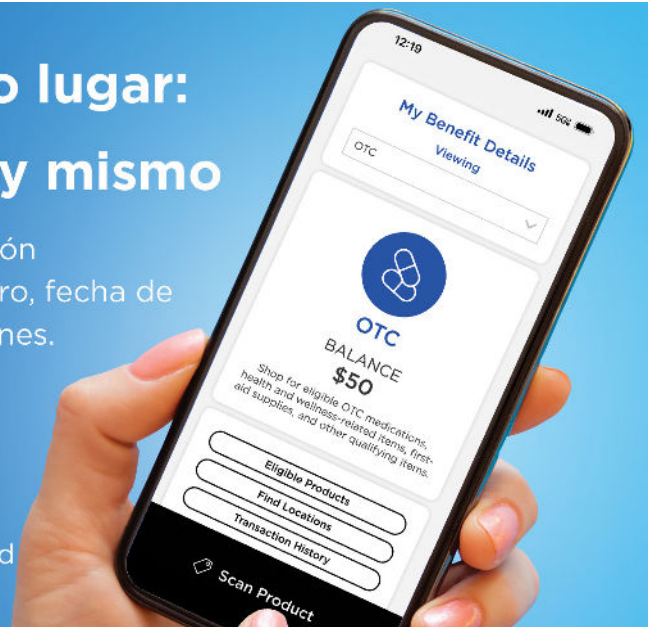 o lugar:
y mismo
ón
ro, fecha de
nes.
d
12:19
5GE
My Benefit Details
Viewing
OTC
OTC
BALANCE
$50
Shop for eligible OTC medications,
health and wellness-related items, first-
aid supplies, and other qualifying items.
Eligible Products
Find Locations
Transaction History
Scan Product